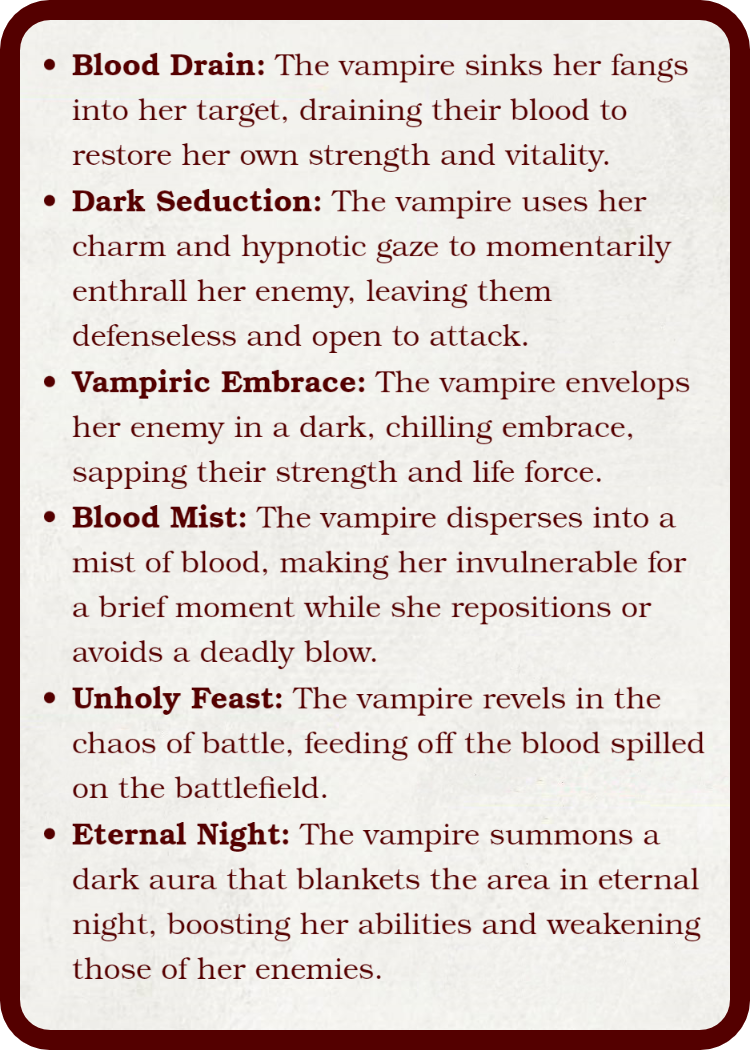 • Blood Drain: The vampire sinks her fangs
into her target, draining their blood to
restore her own strength and vitality.
• Dark Seduction: The vampire uses her
charm and hypnotic gaze to momentarily
enthrall her enemy, leaving them
defenseless and open to attack.
• Vampiric Embrace: The vampire envelops
her enemy in a dark, chilling embrace,
sapping their strength and life force.
• Blood Mist: The vampire disperses into a
mist of blood, making her invulnerable for
a brief moment while she repositions or
avoids a deadly blow.
• Unholy Feast: The vampire revels in the
chaos of battle, feeding off the blood spilled
on the battlefield.
• Eternal Night: The vampire summons a
dark aura that blankets the area in eternal
night, boosting her abilities and weakening
those of her enemies.